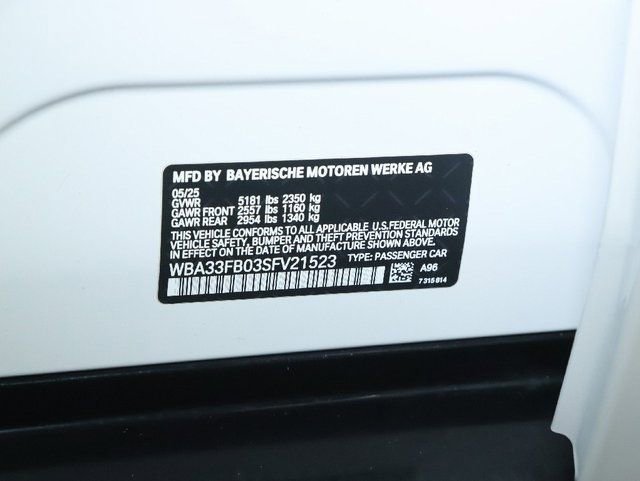 MFD BY BAYERISCHE MOTOREN WERKE AG
05/25
GVWR 5181 lbs 2350 kg
GAWR FRONT 2557 lbs 1160 kg
GAWR REAR 2954 lbs 1340 kg
THIS VEHICLE CONFORMS TO ALL APPLICABLE U.S.FEDERAL MOTOR
VEHICLE SAFETY, BUMPER AND THEFT PREVENTION STANDARDS
IN EFFECT ON THE DATE OF MANUFACTURE SHOWN ABOVE.
WBA33FB03SFV21523 TYPE: PASSENGER CAR
A96
7 315 814